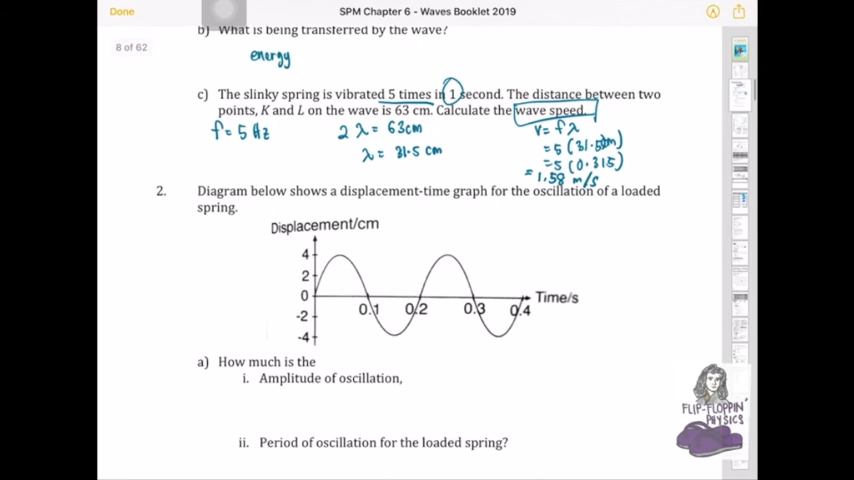 Done
SPM Chapter 6 - Waves Booklet 2019
8 of 62
b) What is being transferred by the wave?
energy
c) The slinky spring is vibrated 5 times in 1 second. The distance between two
points, K and L on the wave is 63 cm. Calculate the wave speed.
f = 5 Hz
2 λ = 63cm
λ = 31.5 cm
v = f λ
= 5 (31.5cm)
= 5 (0.315)
= 1.58 m/s
2. Diagram below shows a displacement-time graph for the oscillation of a loaded
spring.
Displacement/cm
4
2
0
-2
-4
0.1 0.2 0.3 0.4
Time/s
a) How much is the
i. Amplitude of oscillation,
ii. Period of oscillation for the loaded spring?
FLIP-FLOPPIN'
PHYSICS